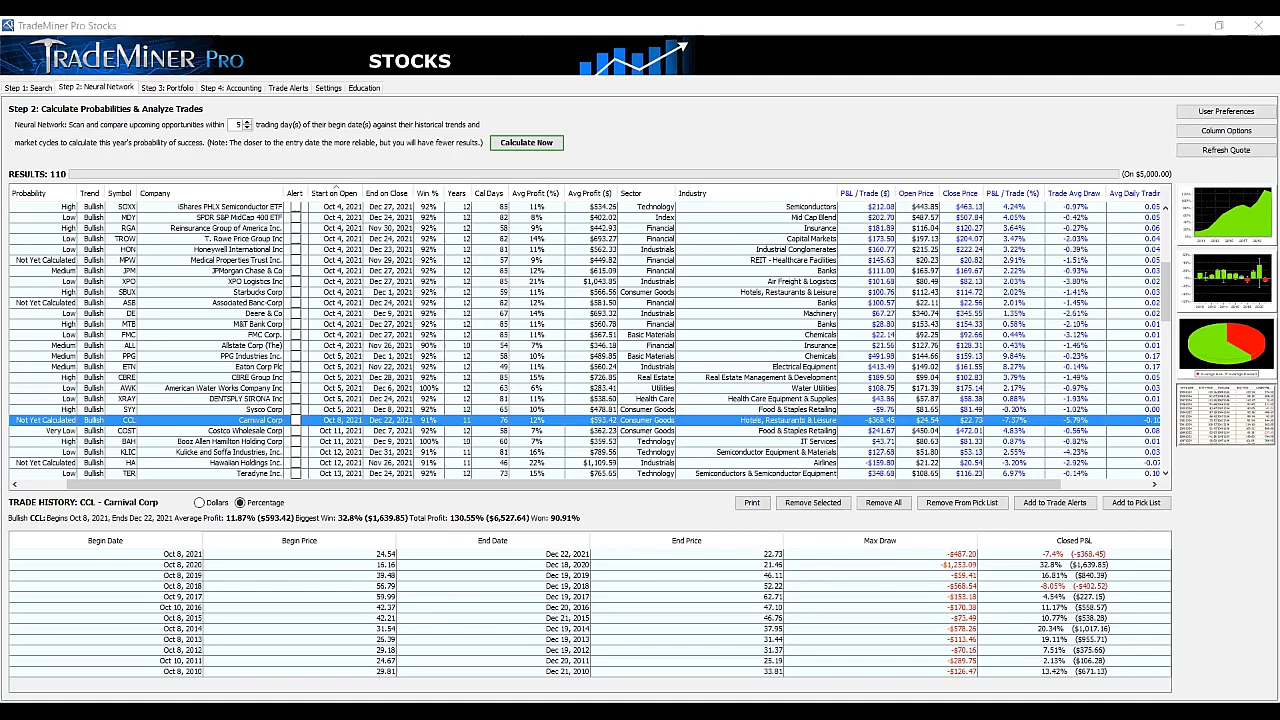 TradeMiner Pro Stocks
TRADEMINER PRO STOCKS
Step 1: Search Step 2: Neural Network Step 3: Portfolio Step 4: Accounting Trade Alerts Settings Education
Step 2: Calculate Probabilities & Analyze Trades
User Preferences
Neural Network: Scan and compare upcoming opportunities within 5 trading day(s) of their begin date(s) against their historical trends and
Column Options
market cycles to calculate this year's probability of success. (Note: The closer to the entry date the more reliable, but you will have fewer results.) Calculate Now
Refresh Quote
RESULTS: 110 (On $5,000.00)
Probability Trend Symbol Company Alert Start on Open End on Close Win % Years Cal Days Avg Profit (%) Avg Profit ($) Sector Industry P&L / Trade ($) Open Price Close Price P&L / Trade (%) Trade Avg Draw Avg Daily Tradir
High Bullish SOXX iShares PHLX Semiconductor ETF Oct 4, 2021 Dec 27, 2021 92% 12 83 11% $534.26 Technology Semiconductors $212.08 $443.85 $463.13 4.24% -0.97% 0.05
Low Bullish MDY SPDR S&P MidCap 400 ETF Oct 4, 2021 Dec 27, 2021 92% 12 82 8% $402.02 Index Mid Cap Blend $202.70 $487.57 $507.84 4.05% -0.42% 0.05
High Bullish RGA Reinsurance Group of America Inc. Oct 4, 2021 Nov 30, 2021 92% 12 58 9% $442.93 Financial Insurance $181.89 $116.04 $120.27 3.64% -0.27% 0.06
Low Bullish TROW T. Rowe Price Group Inc Oct 4, 2021 Dec 24, 2021 92% 12 82 14% $693.27 Financial Capital Markets $173.50 $197.23 $204.07 3.47% -2.03% 0.04
Low Bullish HON Honeywell International Inc Oct 4, 2021 Dec 23, 2021 92% 12 81 11% $562.33 Industrials Industrial Conglomerates $160.77 $215.25 $222.24 3.22% -0.39% 0.04
Not Yet Calculated Bullish MPW Medical Properties Trust Inc. Oct 4, 2021 Nov 29, 2021 92% 12 57 9% $449.82 Financial REIT - Healthcare Facilities $145.63 $20.23 $20.82 2.91% -1.51% 0.05
Medium Bullish JPM JPMorgan Chase & Co Oct 4, 2021 Dec 27, 2021 92% 12 85 12% $615.09 Financial Banks $111.00 $165.97 $169.67 2.22% -0.93% 0.03
Medium Bullish XPO XPO Logistics Inc Oct 4, 2021 Dec 27, 2021 92% 12 85 21% $1,043.85 Industrials Air Freight & Logistics $101.68 $80.49 $82.13 2.03% -3.80% 0.02
High Bullish SBUX Starbucks Corp Oct 4, 2021 Dec 1, 2021 92% 12 59 11% $566.56 Consumer Goods Hotels, Restaurants & Leisure $100.76 $112.43 $114.72 2.02% -1.41% 0.03
Not Yet Calculated Bullish ASB Associated Banc-Corp Oct 4, 2021 Dec 24, 2021 100% 12 82 12% $581.50 Financial Banks $100.57 $22.11 $22.56 2.01% -1.45% 0.02
Low Bullish DE Deere & Co Oct 4, 2021 Dec 9, 2021 92% 12 67 14% $713.48 Industrials Machinery $67.27 $340.74 $345.55 1.35% -2.61% 0.02
High Bullish MTB M&T Bank Corp Oct 4, 2021 Dec 27, 2021 92% 12 85 11% $560.78 Financial Banks $28.80 $153.43 $154.33 0.58% -2.10% 0.01
Low Bullish FMC FMC Corp. Oct 4, 2021 Dec 27, 2021 92% 12 85 11% $567.51 Basic Materials Chemicals $21.56 $92.25 $92.66 0.44% -3.12% 0.01
Medium Bullish ALL Allstate Corp (The) Oct 4, 2021 Nov 26, 2021 90% 10 54 7% $346.18 Financial Insurance $21.56 $127.76 $128.31 0.43% -1.46% 0.01
Medium Bullish PPG PPG Industries Inc. Oct 5, 2021 Dec 1, 2021 92% 12 58 10% $489.85 Basic Materials Chemicals $491.98 $144.66 $159.13 9.84% -0.23% 0.17
Medium Bullish ETN Eaton Corp Plc Oct 5, 2021 Nov 22, 2021 92% 12 49 11% $560.24 Industrials Electrical Equipment $413.49 $149.02 $161.55 8.27% -0.14% 0.17
High Bullish CBRE CBRE Group Inc Oct 5, 2021 Dec 28, 2021 92% 12 85 15% $726.85 Real Estate Real Estate Management & Development $189.50 $99.04 $102.83 3.79% -1.49% 0.05
Low Bullish AWK American Water Works Company Inc Oct 5, 2021 Dec 6, 2021 100% 12 63 6% $283.41 Utilities Water Utilities $108.52 $171.39 $175.14 2.17% -0.97% 0.03
Low Bullish XRAY DENTSPLY SIRONA Inc Oct 5, 2021 Dec 24, 2021 91% 12 81 11% $538.68 Health Care Health Care Equipment & Supplies $43.86 $57.37 $57.88 0.88% -1.93% 0.01
High Bullish SYY Sysco Corp Oct 5, 2021 Dec 8, 2021 92% 12 65 10% $478.81 Consumer Goods Food & Staples Retailing -$9.76 $81.65 $81.49 -0.20% -1.02% 0.00
Not Yet Calculated Bullish CCL Carnival Corp Oct 8, 2021 Dec 22, 2021 91% 11 76 12% $593.42 Consumer Goods Hotels, Restaurants & Leisure -$368.45 $24.54 $22.73 -7.37% -5.79% -0.10
Very Low Bullish COST Costco Wholesale Corp Oct 11, 2021 Dec 7, 2021 92% 12 58 7% $362.23 Consumer Goods Food & Staples Retailing $241.67 $450.04 $472.01 4.83% -0.56% 0.08
High Bullish BAH Booz Allen Hamilton Holding Corp Oct 11, 2021 Dec 9, 2021 100% 10 60 7% $359.53 Technology IT Services $43.71 $80.63 $81.33 0.87% -0.82% 0.01
Medium Bullish KLIC Kulicke and Soffa Industries, Inc. Oct 12, 2021 Dec 31, 2021 91% 11 81 16% $789.56 Technology Semiconductor Equipment & Materials $127.68 $51.80 $53.13 2.55% -4.23% 0.03
Not Yet Calculated Bullish HA Hawaiian Holdings Inc. Oct 12, 2021 Nov 26, 2021 91% 11 46 22% $1,109.59 Industrials Airlines -$159.80 $21.22 $20.54 -3.20% -2.92% -0.07
Medium Bullish TER Teradyne Inc. Oct 13, 2021 Dec 24, 2021 92% 12 73 15% $765.65 Technology Semiconductors & Semiconductor Equipment $348.68 $108.65 $116.23 6.97% -0.14% 0.10
TRADE HISTORY: CCL - Carnival Corp Dollars Percentage Print Remove Selected Remove All Remove From Pick List Add to Trade Alerts Add to Pick List
Bullish CCL: Begins Oct 8, 2021, Ends Dec 22, 2021 Average Profit: 11.87% ($593.42) Biggest Win: 32.8% ($1,639.85) Total Profit: 130.55% ($6,527.64) Won: 90.91%
Begin Date Begin Price End Date End Price Max Draw Closed P&L
Oct 8, 2021 24.54 Dec 22, 2021 22.73 -$487.20 -7.4% (-$368.45)
Oct 8, 2020 16.16 Dec 18, 2020 21.46 -$1,253.09 32.8% ($1,639.85)
Oct 8, 2019 39.48 Dec 19, 2019 46.11 -$59.41 16.81% ($840.39)
Oct 8, 2018 56.79 Dec 19, 2018 52.22 -$568.54 -8.05% (-$402.52)
Oct 9, 2017 59.99 Dec 19, 2017 62.71 -$153.18 4.54% ($227.15)
Oct 10, 2016 42.37 Dec 20, 2016 47.10 -$170.38 11.17% ($558.57)
Oct 8, 2015 42.21 Dec 21, 2015 46.76 -$73.49 10.77% ($538.28)
Oct 8, 2014 31.54 Dec 19, 2014 37.95 -$578.26 20.34% ($1,017.16)
Oct 8, 2013 26.39 Dec 19, 2013 31.44 -$113.46 19.11% ($955.71)
Oct 8, 2012 29.18 Dec 19, 2012 31.37 -$70.16 7.51% ($375.66)
Oct 10, 2011 24.67 Dec 20, 2011 25.19 -$289.75 2.13% ($106.28)
Oct 8, 2010 29.81 Dec 21, 2010 33.81 -$126.47 13.42% ($671.13)